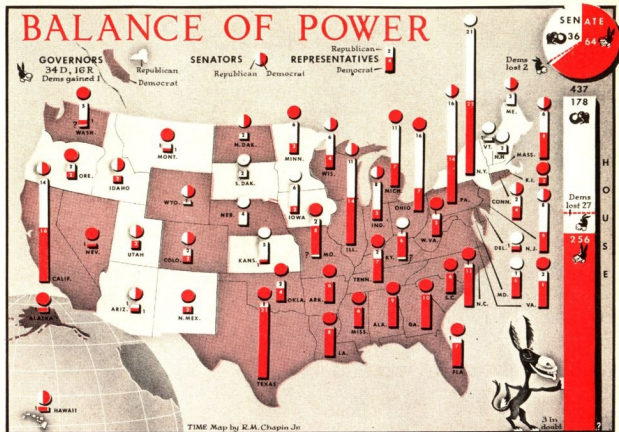 BALANCE OF POWER
GOVERNORS
34 D, 16 R
Dems gained 1
Republican
Democrat
SENATORS
Republican
Democrat
REPRESENTATIVES
Republican
Democrat
SENATE
36
64
Dems
lost 2
437
178
HOUSE
Dems
lost 27
256
3 in
doubt
?
WASH.
ORE.
CALIF.
NEV.
IDAHO
MONT.
WYO.
UTAH
COLO.
ARIZ.
N.MEX.
ALASKA
HAWAII
N.DAK.
S.DAK.
NEB.
KANS.
OKLA.
TEXAS
MINN.
IOWA
MO.
ARK.
LA.
WIS.
ILL.
MICH.
IND.
OHIO
KY.
TENN.
MISS.
ALA.
GA.
FLA.
S.C.
N.C.
VA.
W.VA.
MD.
DEL.
N.J.
PA.
N.Y.
CONN.
R.I.
MASS.
VT.
N.H.
ME.
TIME Map by R.M. Chapin Jr.